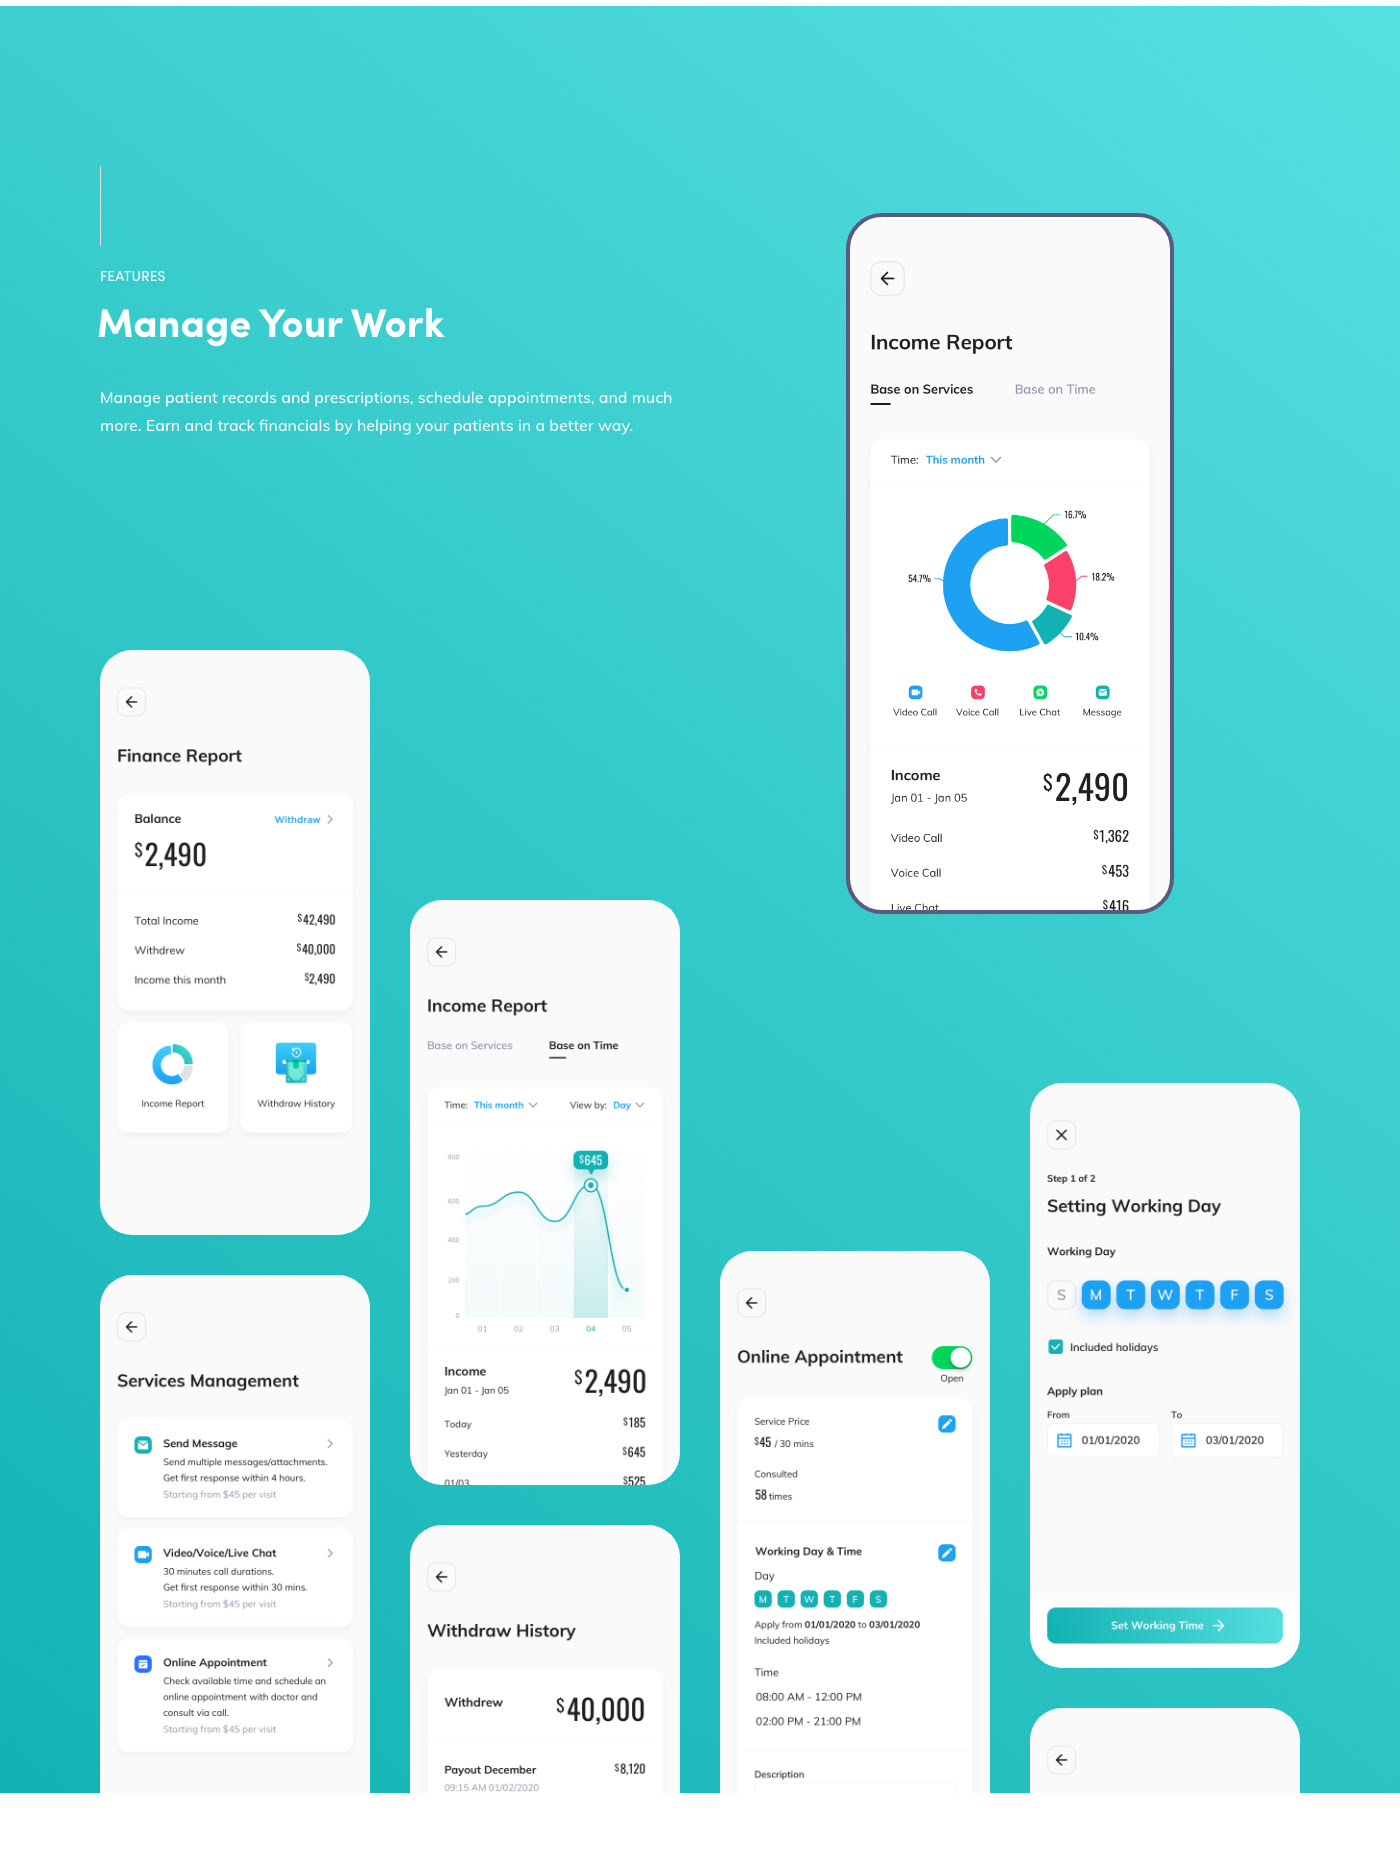 FEATURES
Manage Your Work
Manage patient records and prescriptions, schedule appointments, and much
more. Earn and track financials by helping your patients in a better way.
Income Report
Base on Services Base on Time
Time: This month
16.7%
54.7%
18.2%
10.4%
Video Call Voice Call Live Chat Message
Income $2,490
Jan 01 - Jan 05
Video Call $1,362
Voice Call $453
Live Chat $416
Finance Report
Balance Withdraw
$2,490
Total Income $42,490
Withdrew $40,000
Income this month $2,490
Income Report Withdraw History
Income Report
Base on Services Base on Time
Time: This month View by: Day
$645
800
600
400
200
0
01 02 03 04 05
Income $2,490
Jan 01 - Jan 05
Today $185
Yesterday $645
01/03 $525
Step 1 of 2
Setting Working Day
Working Day
S M T W T F S
Included holidays
Apply plan
From To
01/01/2020 03/01/2020
Set Working Time
Services Management
Send Message
Send multiple messages/attachments.
Get first response within 4 hours.
Starting from $45 per visit
Video/Voice/Live Chat
30 minutes call durations.
Get first response within 30 mins.
Starting from $45 per visit
Online Appointment
Check available time and schedule an
online appointment with doctor and
consult via call.
Starting from $45 per visit
Online Appointment
Open
Service Price
$45 / 30 mins
Consulted
58 times
Working Day & Time
Day
M T W T F S
Apply from 01/01/2020 to 03/01/2020
Included holidays
Time
08:00 AM - 12:00 PM
02:00 PM - 21:00 PM
Description
Withdraw History
Withdrew $40,000
Payout December $8,120
09:15 AM 01/02/2020